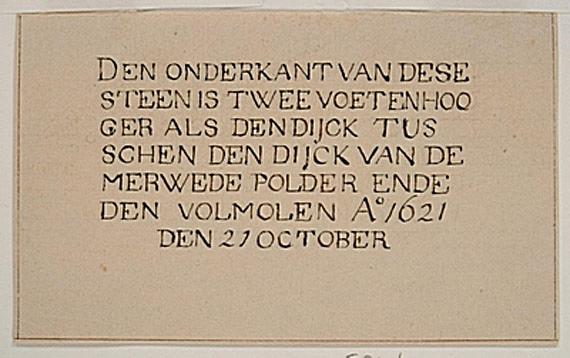 DEN ONDERKANT VAN DESE
STEEN IS TWEE VOETEN HOO
GER ALS DEN DIJCK TUS
SCHEN DEN DIJCK VAN DE
MERWEDE POLDER ENDE
DEN VOLMOLEN Aº 1621
DEN 21 OCTOBER